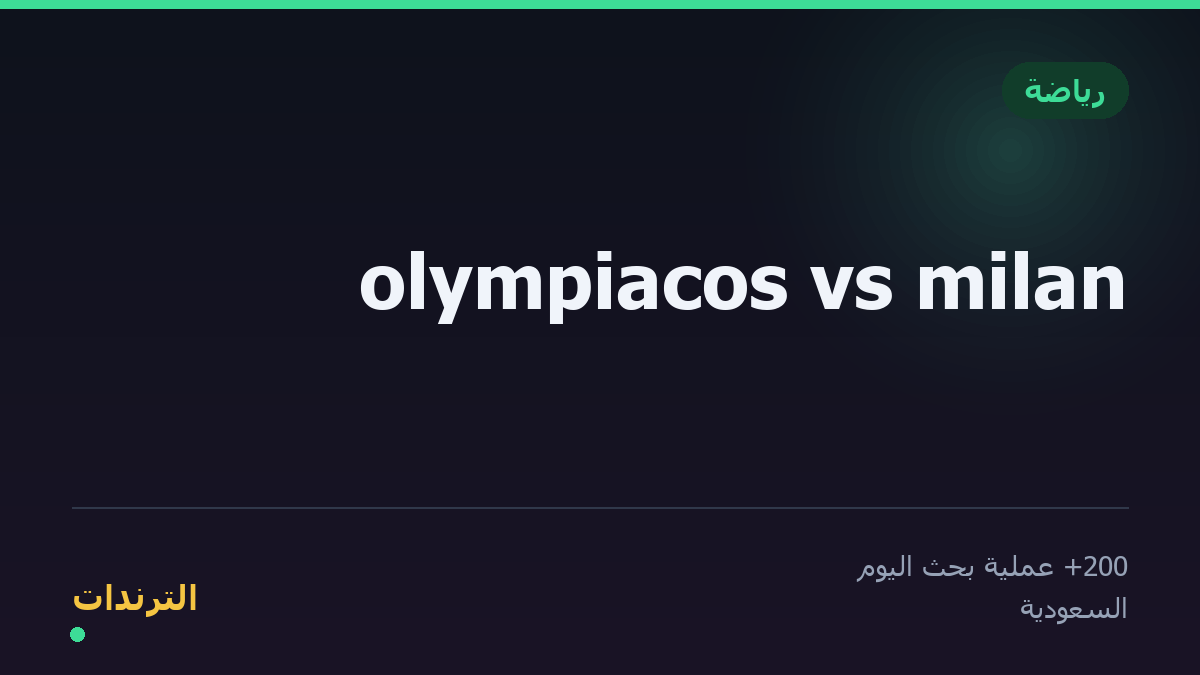 رياضة
olympiacos vs milan
200+ عملية بحث اليوم
السعودية
الترندات